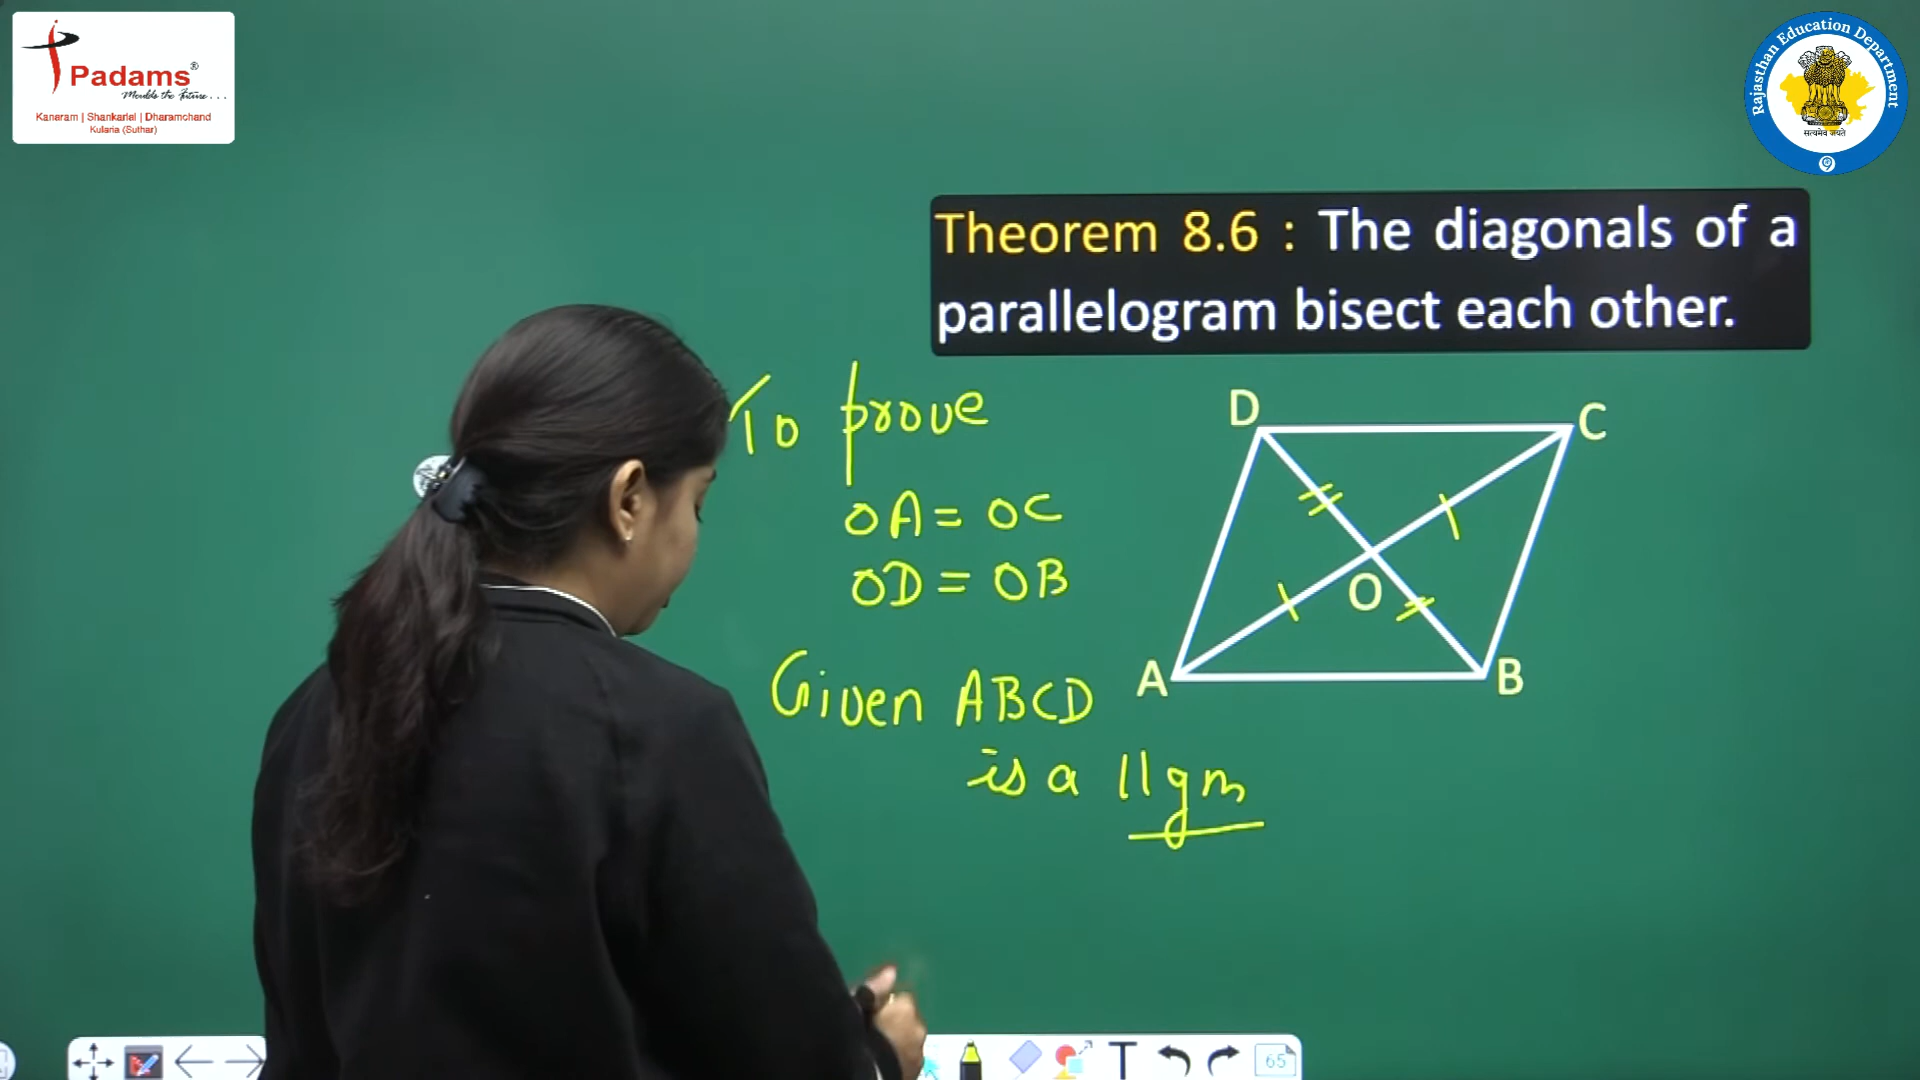 Padams®
Moulds the Future...
Kanaram | Shankarlal | Dharamchand
Kularia (Suthar)
Rajasthan Education Department
सत्यमेव जयते
Theorem 8.6 : The diagonals of a
parallelogram bisect each other.
To prove
OA = OC
OD = OB
Given ABCD
is a ||gm
D
C
O
A
B
T
65